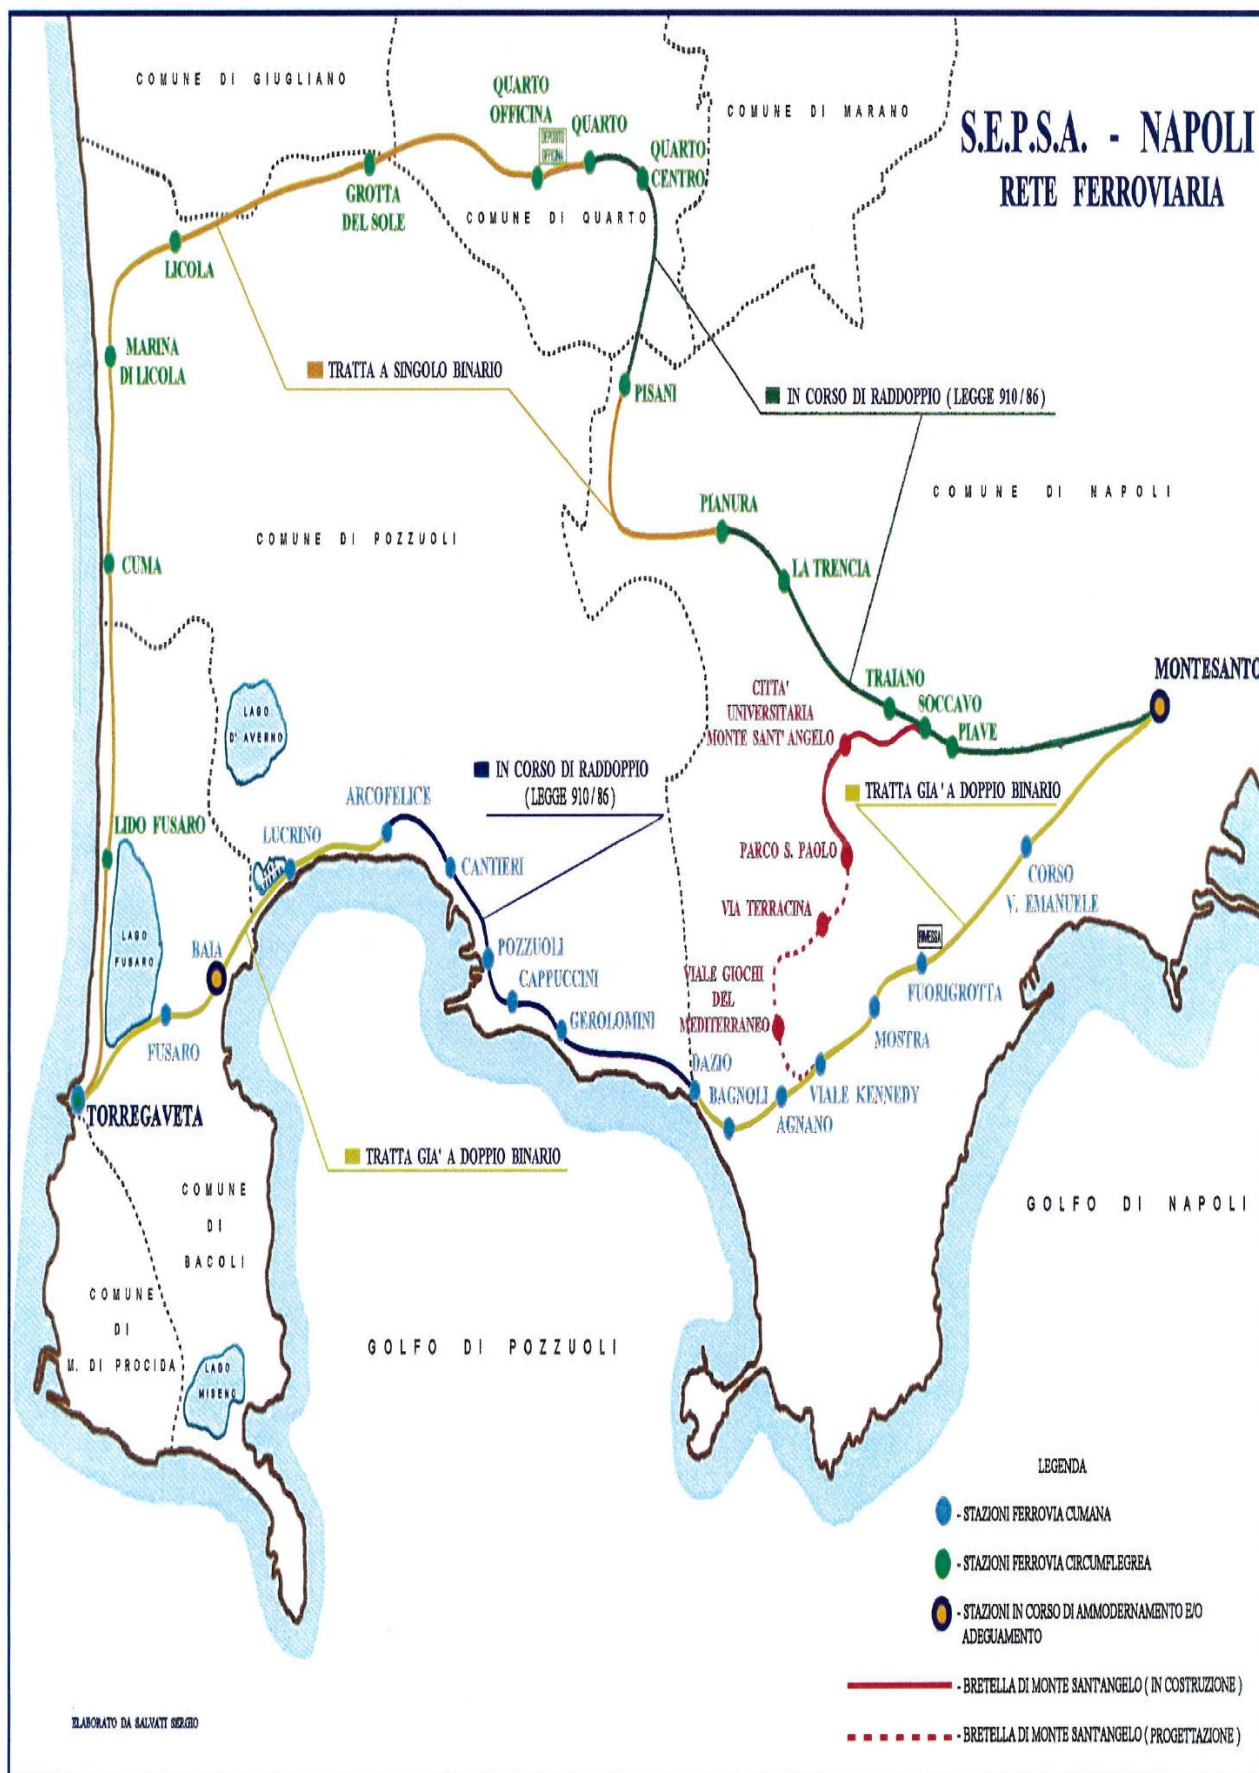 S.E.P.S.A. - NAPOLI
RETE FERROVIARIA
COMUNE DI GIUGLIANO
COMUNE DI MARANO
QUARTO
OFFICINA
DEPOSITO
OFFICINA
QUARTO
QUARTO
CENTRO
GROTTA
DEL SOLE
COMUNE DI QUARTO
LICOLA
MARINA
DI LICOLA
TRATTA A SINGOLO BINARIO
PISANI
IN CORSO DI RADDOPPIO ( LEGGE 910/86)
COMUNE DI NAPOLI
PIANURA
COMUNE DI POZZUOLI
CUMA
LA TRENCIA
MONTESANTO
TRAIANO
SOCCAVO
PIAVE
CITTA'
UNIVERSITARIA
MONTE SANT' ANGELO
LAGO
D' AVERNO
IN CORSO DI RADDOPPIO
(LEGGE 910/86)
TRATTA GIA' A DOPPIO BINARIO
ARCOFELICE
LIDO FUSARO
LUCRINO
CANTIERI
PARCO S. PAOLO
CORSO
V. EMANUELE
VIA TERRACINA
LAGO
FUSARO
BAIA
RIMESSA
POZZUOLI
CAPPUCCINI
VIALE GIOCHI
DEL
MEDITERRANEO
FUORIGROTTA
FUSARO
GEROLOMINI
MOSTRA
DAZIO
BAGNOLI
VIALE KENNEDY
AGNANO
TORREGAVETA
TRATTA GIA' A DOPPIO BINARIO
COMUNE
DI
BACOLI
GOLFO DI NAPOLI
COMUNE
DI
M. DI PROCIDA
GOLFO DI POZZUOLI
LAGO
MISENO
LEGENDA
- STAZIONI FERROVIA CUMANA
- STAZIONI FERROVIA CIRCUMFLEGREA
- STAZIONI IN CORSO DI AMMODERNAMENTO E/O
ADEGUAMENTO
- BRETELLA DI MONTE SANT'ANGELO ( IN COSTRUZIONE )
- BRETELLA DI MONTE SANT'ANGELO ( PROGETTAZIONE )
ELABORATO DA SALVATI SERGIO